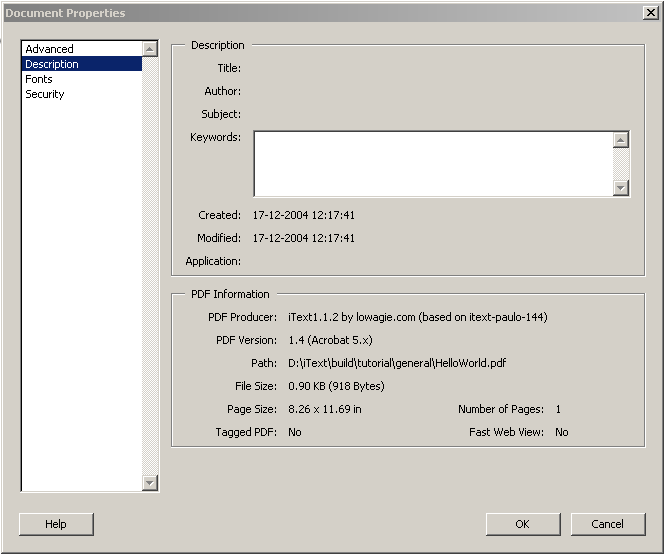 Document Properties
Advanced
Description
Fonts
Security
Description
Title:
Author:
Subject:
Keywords:
Created: 17-12-2004 12:17:41
Modified: 17-12-2004 12:17:41
Application:
PDF Information
PDF Producer: iText1.1.2 by lowagie.com (based on itext-paulo-144)
PDF Version: 1.4 (Acrobat 5.x)
Path: D:\iText\build\tutorial\general\HelloWorld.pdf
File Size: 0.90 KB (918 Bytes)
Page Size: 8.26 x 11.69 in Number of Pages: 1
Tagged PDF: No Fast Web View: No
Help OK Cancel